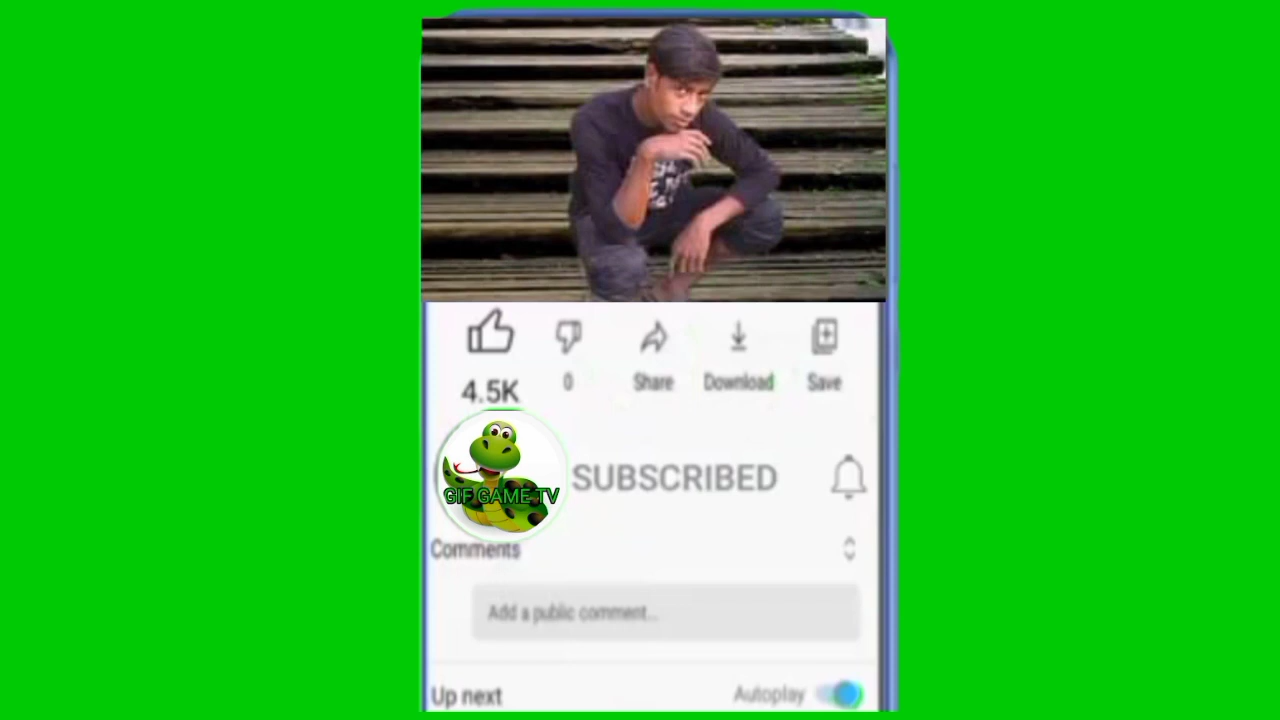 4.5K
0
Share
Download
Save
GIF GAME TV
SUBSCRIBED
Comments
Add a public comment...
Up next
Autoplay